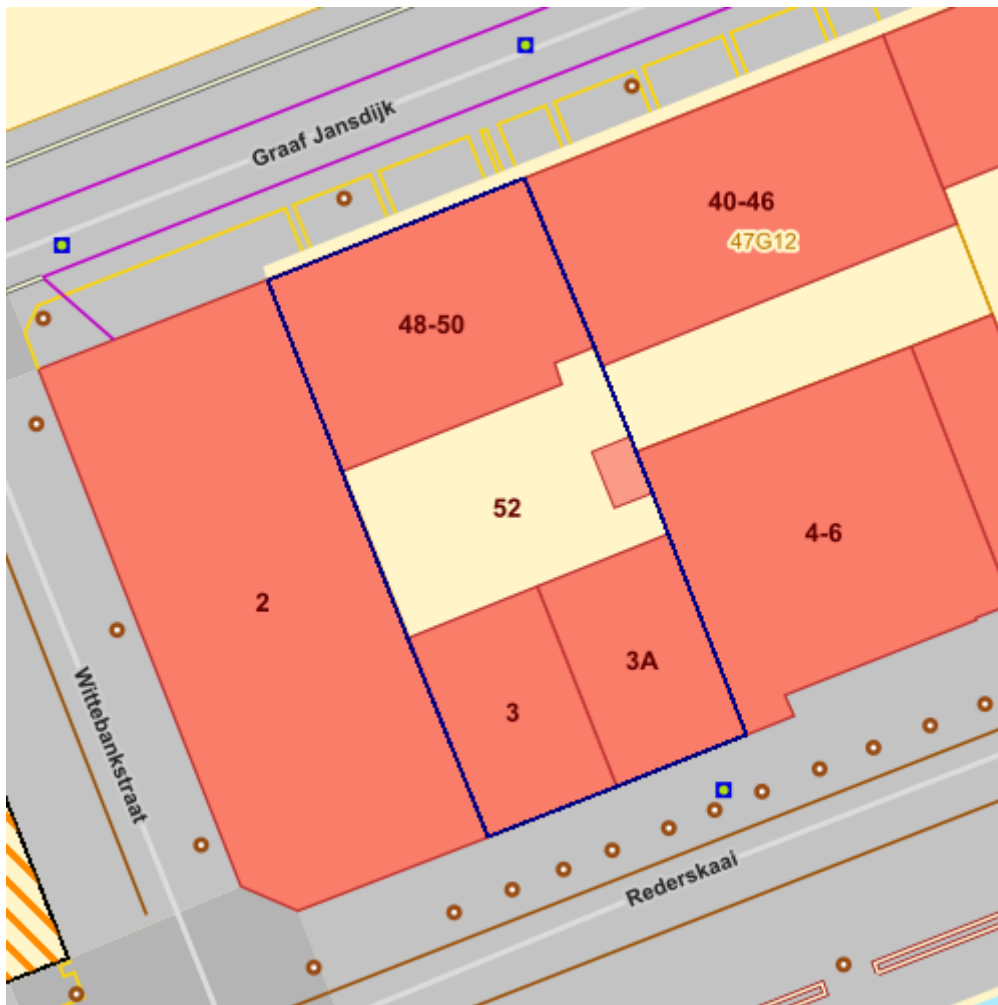 Graaf Jansdijk
40-46
47G12
48-50
52
4-6
2
3A
3
Wittebankstraat
Rederskaai